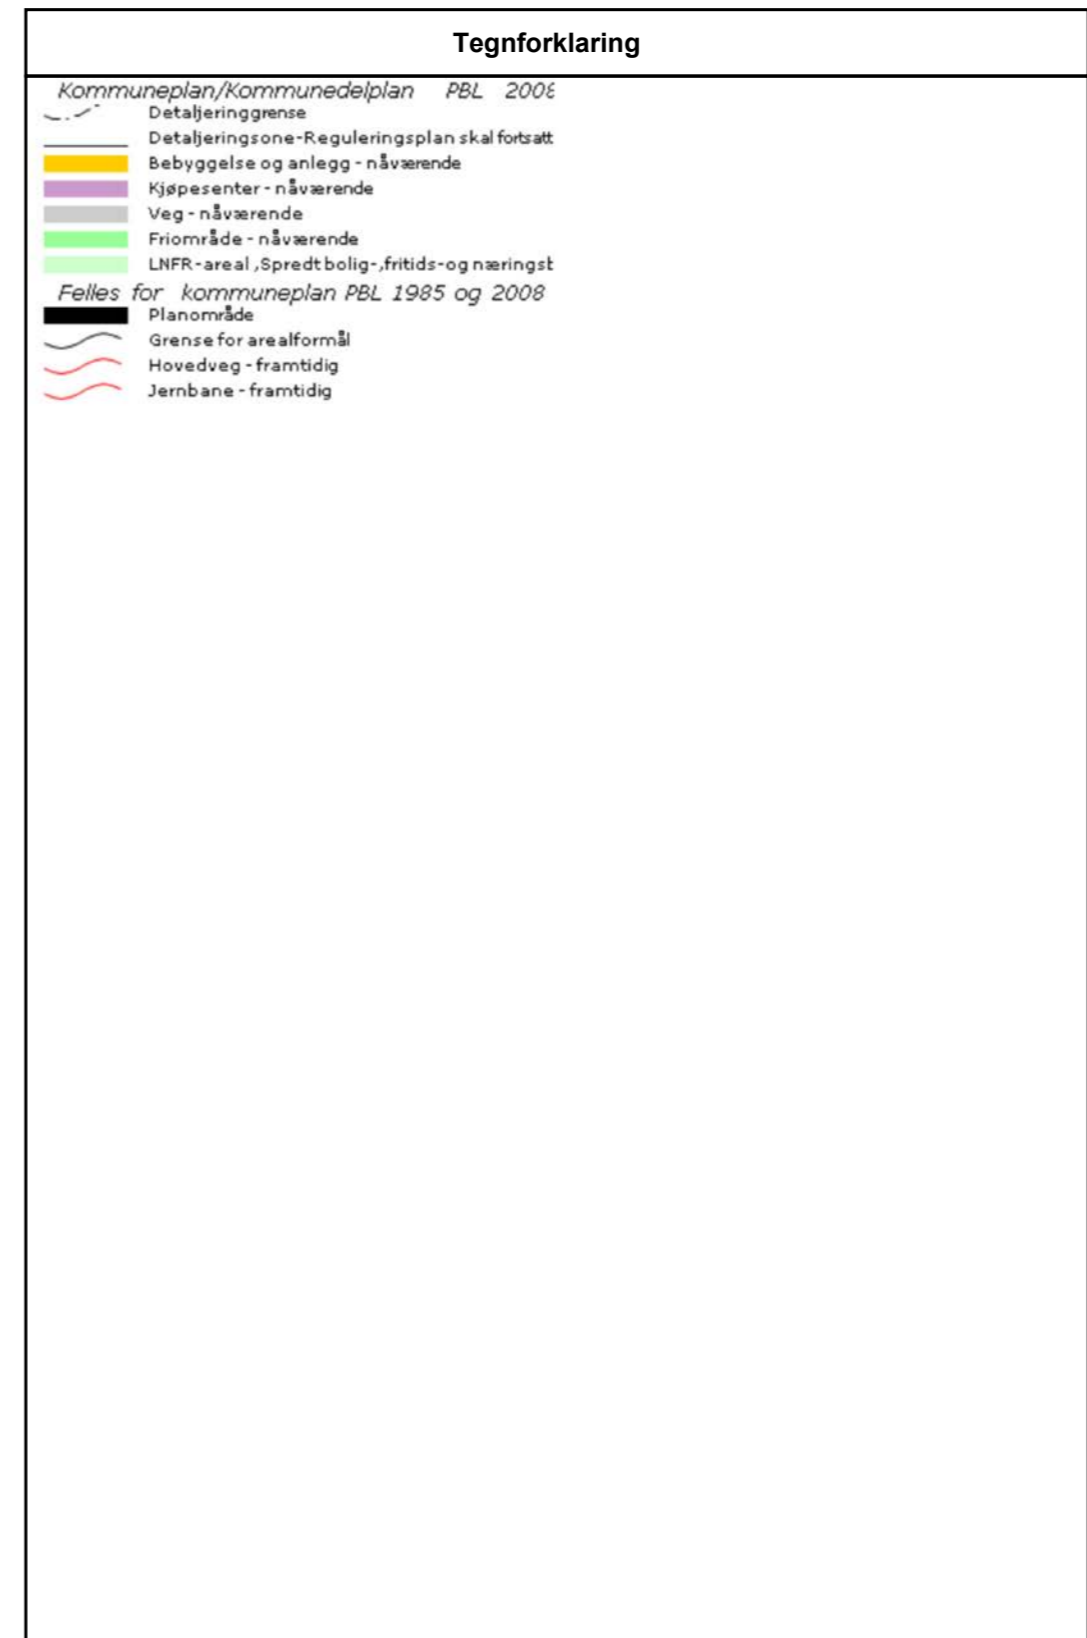 Tegnforklaring
Kommuneplan/Kommunedelplan PBL 2008
Detaljeringgrense
Detaljeringsone-Reguleringsplan skal fortsatt
Bebyggelse og anlegg - nåværende
Kjøpesenter - nåværende
Veg - nåværende
Friområde - nåværende
LNFR-areal ,Spredt bolig-,fritids-og næringsb
Felles for kommuneplan PBL 1985 og 2008
Planområde
Grense for arealformål
Hovedveg - framtidig
Jernbane - framtidig